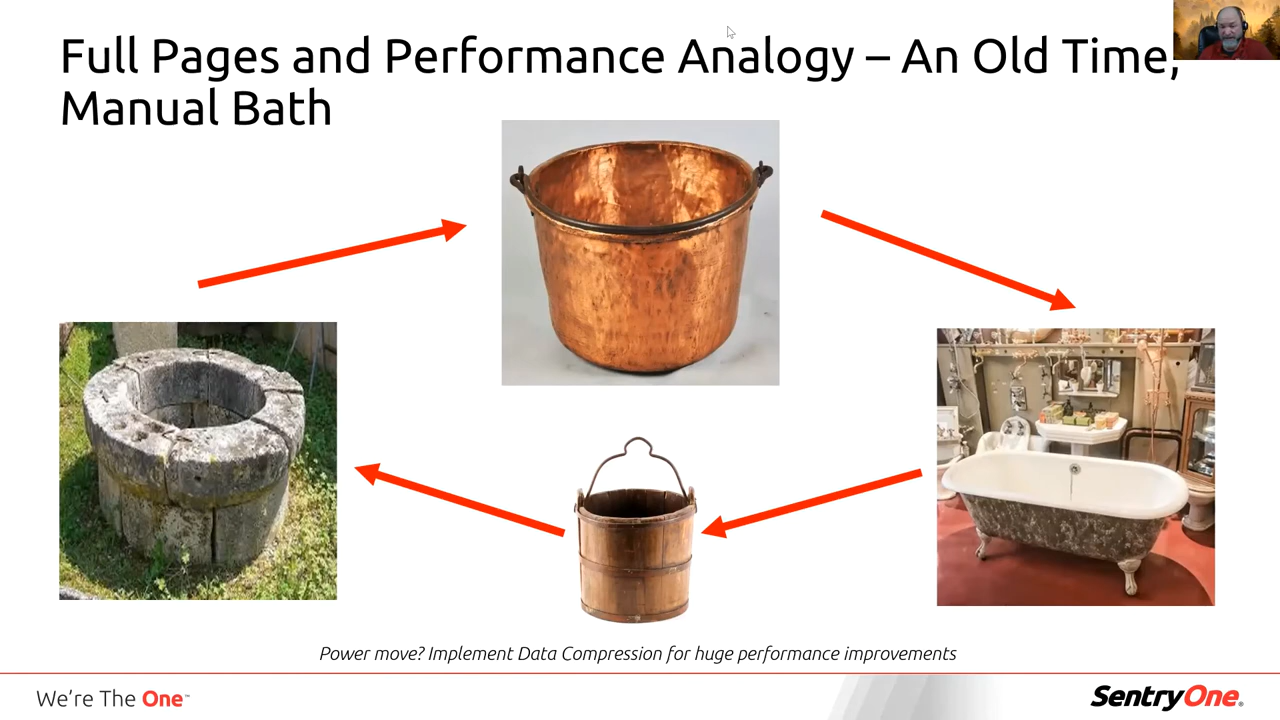 Full Pages and Performance Analogy – An Old Time,
Manual Bath
Power move? Implement Data Compression for huge performance improvements
We're The One™
SentryOne®